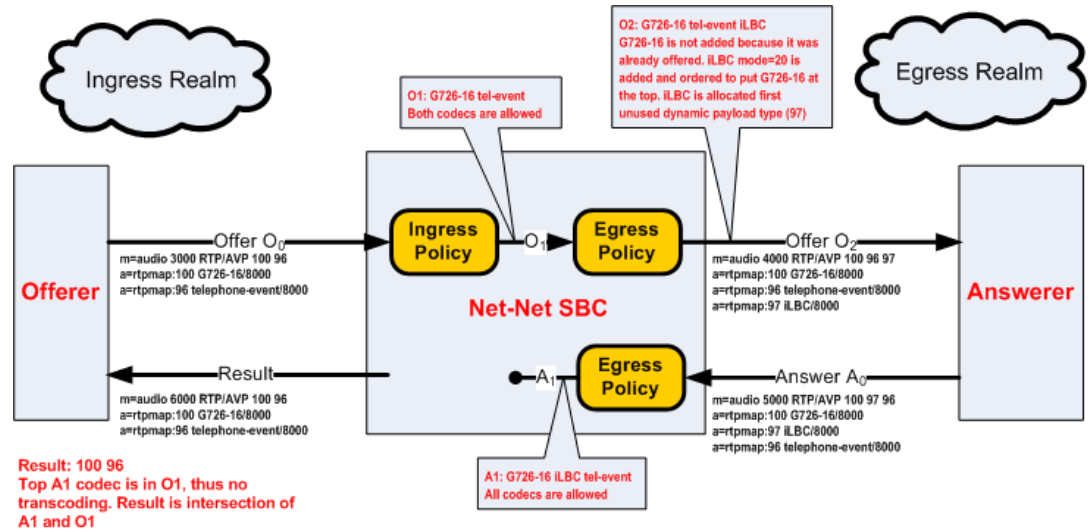 Ingress Realm
O1: G726-16 tel-event
Both codecs are allowed
O2: G726-16 tel-event iLBC
G726-16 is not added because it was
already offered. iLBC mode=20 is
added and ordered to put G726-16 at
the top. iLBC is allocated first
unused dynamic payload type (97)
Egress Realm
Offerer
Offer O0
m=audio 3000 RTP/AVP 100 96
a=rtpmap:100 G726-16/8000
a=rtpmap:96 telephone-event/8000
Ingress
Policy
O1
Egress
Policy
Net-Net SBC
Offer O2
m=audio 4000 RTP/AVP 100 96 97
a=rtpmap:100 G726-16/8000
a=rtpmap:96 telephone-event/8000
a=rtpmap:97 iLBC/8000
Answerer
Result
m=audio 6000 RTP/AVP 100 96
a=rtpmap:100 G726-16/8000
a=rtpmap:96 telephone-event/8000
A1
Egress
Policy
Answer A0
m=audio 5000 RTP/AVP 100 97 96
a=rtpmap:100 G726-16/8000
a=rtpmap:97 iLBC/8000
a=rtpmap:96 telephone-event/8000
Result: 100 96
Top A1 codec is in O1, thus no
transcoding. Result is intersection of
A1 and O1
A1: G726-16 iLBC tel-event
All codecs are allowed